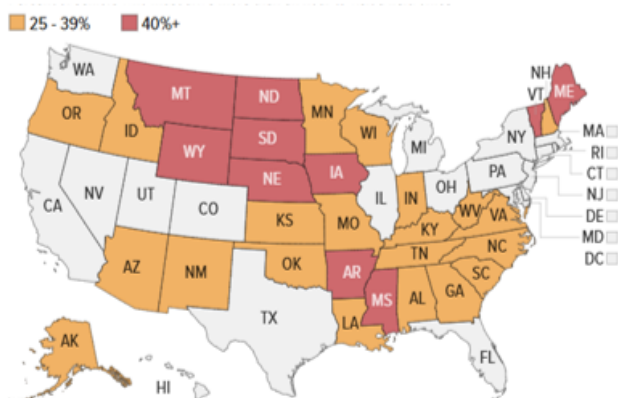 25 - 39% 40%+
WA
NH
MT ND VT ME
OR MN
ID WI
SD NY MA
WY MI RI
IA PA CT
NE NJ
NV OH
UT IL IN DE
CA CO WV VA MD
KS MO KY
DC
NC
TN
AZ OK
NM AR SC
MS AL GA
TX LA
AK FL
HI